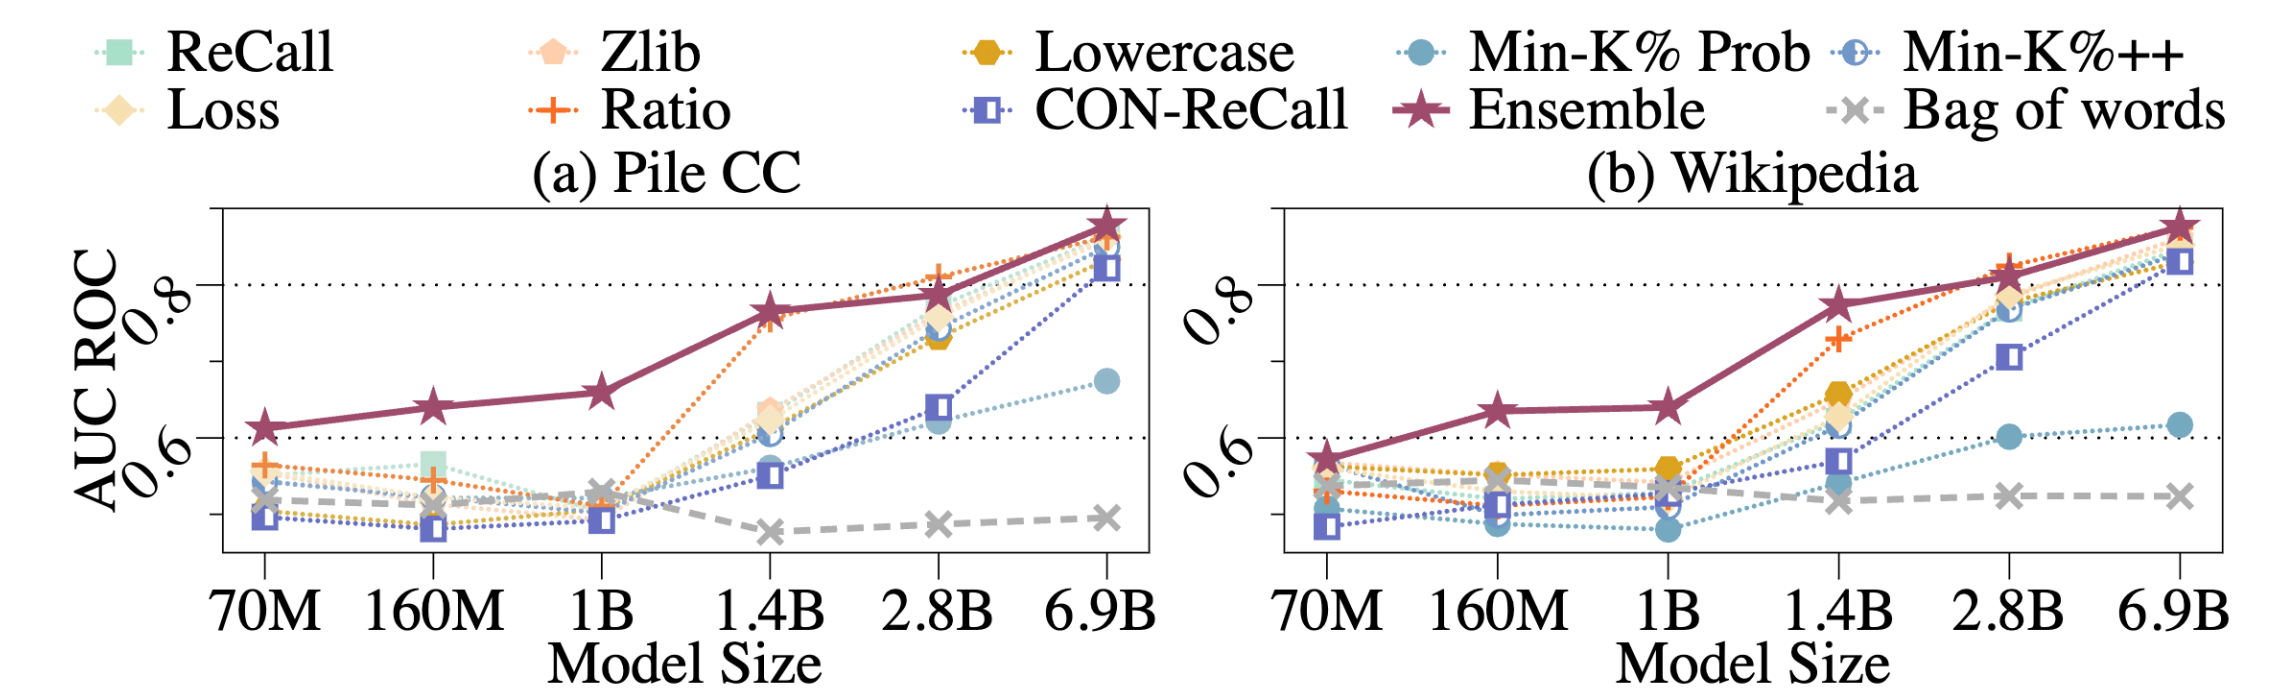 ReCall Zlib Lowercase Min-K% Prob Min-K%++
Loss Ratio CON-ReCall Ensemble Bag of words
(a) Pile CC (b) Wikipedia
AUC ROC
0.8 0.8
0.6 0.6
70M 160M 1B 1.4B 2.8B 6.9B 70M 160M 1B 1.4B 2.8B 6.9B
Model Size Model Size